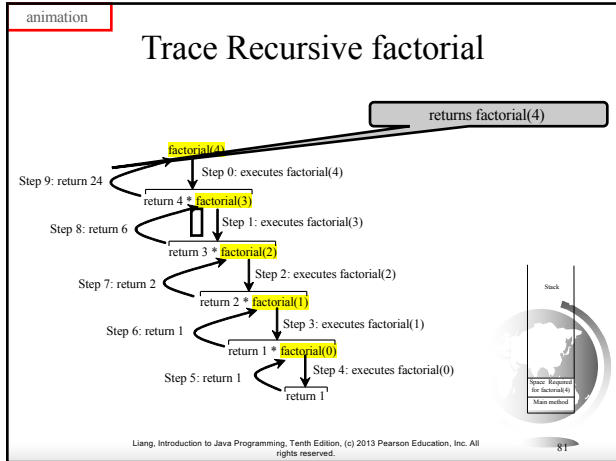 animation
Trace Recursive factorial
returns factorial(4)
factorial(4)
Step 0: executes factorial(4)
Step 9: return 24
return 4 * factorial(3)
Step 1: executes factorial(3)
Step 8: return 6
return 3 * factorial(2)
Step 2: executes factorial(2)
Step 7: return 2
return 2 * factorial(1)
Step 3: executes factorial(1)
Step 6: return 1
return 1 * factorial(0)
Step 4: executes factorial(0)
Step 5: return 1
return 1
Stack
Space Required
for factorial(4)
Main method
Liang, Introduction to Java Programming, Tenth Edition, (c) 2013 Pearson Education, Inc. All
rights reserved.
81